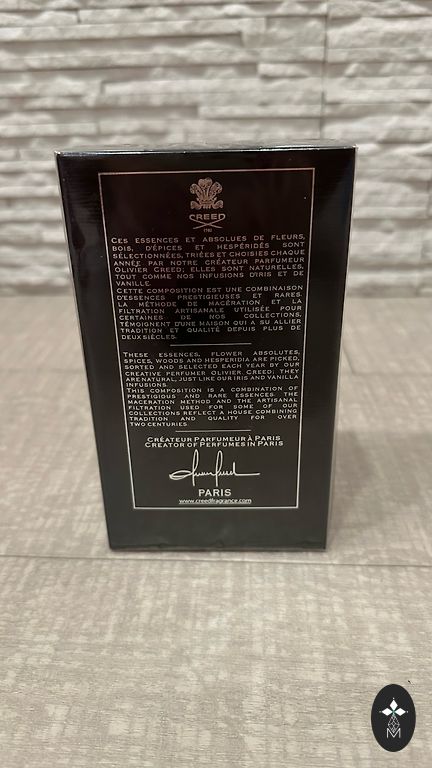 CREED
1760
CES ESSENCES ET ABSOLUES DE FLEURS,
BOIS, D'ÉPICES ET HESPÉRIDÉS SONT
SÉLECTIONNÉES, TRIÉES ET CHOISIES CHAQUE
ANNÉE PAR NOTRE CRÉATEUR PARFUMEUR
OLIVIER CREED; ELLES SONT NATURELLES,
TOUT COMME NOS INFUSIONS D'IRIS ET DE
VANILLE.
CETTE COMPOSITION EST UNE COMBINAISON
D'ESSENCES PRESTIGIEUSES ET RARES.
LA MÉTHODE DE MACÉRATION ET LA
FILTRATION ARTISANALE UTILISÉE POUR
CERTAINES DE NOS COLLECTIONS,
TÉMOIGNENT D'UNE MAISON QUI A SU ALLIER
TRADITION ET QUALITÉ DEPUIS PLUS DE
DEUX SIÈCLES.
THESE ESSENCES, FLOWER ABSOLUTES,
SPICES, WOODS AND HESPERIDIA ARE PICKED,
SORTED AND SELECTED EACH YEAR BY OUR
CREATIVE PERFUMER OLIVIER CREED; THEY
ARE NATURAL, JUST LIKE OUR IRIS AND VANILLA
INFUSIONS.
THIS COMPOSITION IS A COMBINATION OF
PRESTIGIOUS AND RARE ESSENCES. THE
MACERATION METHOD AND THE ARTISANAL
FILTRATION USED FOR SOME OF OUR
COLLECTIONS REFLECT A HOUSE COMBINING
TRADITION AND QUALITY FOR OVER
TWO CENTURIES
CRÉATEUR PARFUMEUR À PARIS
CREATOR OF PERFUMES IN PARIS
PARIS
www.creedfragrance.com
M